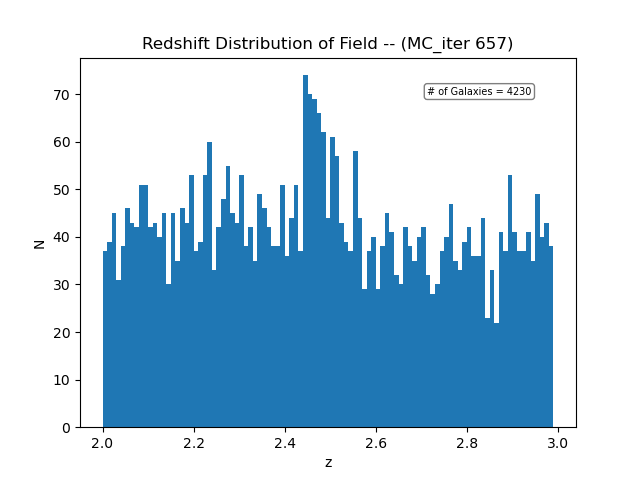 Redshift Distribution of Field -- (MC_iter 657)
# of Galaxies = 4230
N
70
60
50
40
30
20
10
0
2.0 2.2 2.4 2.6 2.8 3.0
z